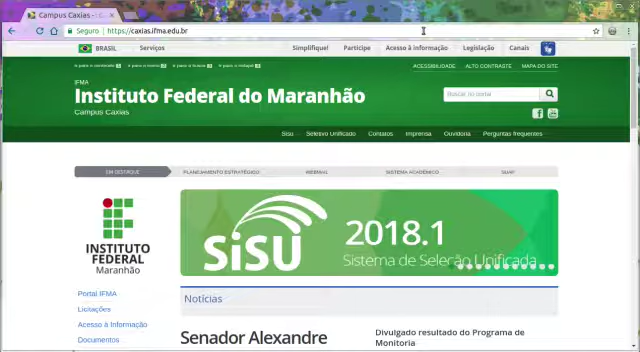 Campus Caxias
Seguro https://caxias.ifma.edu.br
BRASIL Serviços Simplifique! Participe Acesso à informação Legislação Canais
ACESSIBILIDADE ALTO CONTRASTE MAPA DO SITE
IFMA
Instituto Federal do Maranhão
Campus Caxias
Buscar no portal
Sisu Seletivo Unificado Contatos Imprensa Ouvidoria Perguntas frequentes
EM DESTAQUE PLANEJAMENTO ESTRATÉGICO WEBMAIL SISTEMA ACADÊMICO SUAP
INSTITUTO
FEDERAL
Maranhão
SiSU 2018.1
Sistema de Seleção Unificada
Portal IFMA
Licitações
Acesso à Informação
Documentos
Notícias
Senador Alexandre
Divulgado resultado do Programa de
Monitoria